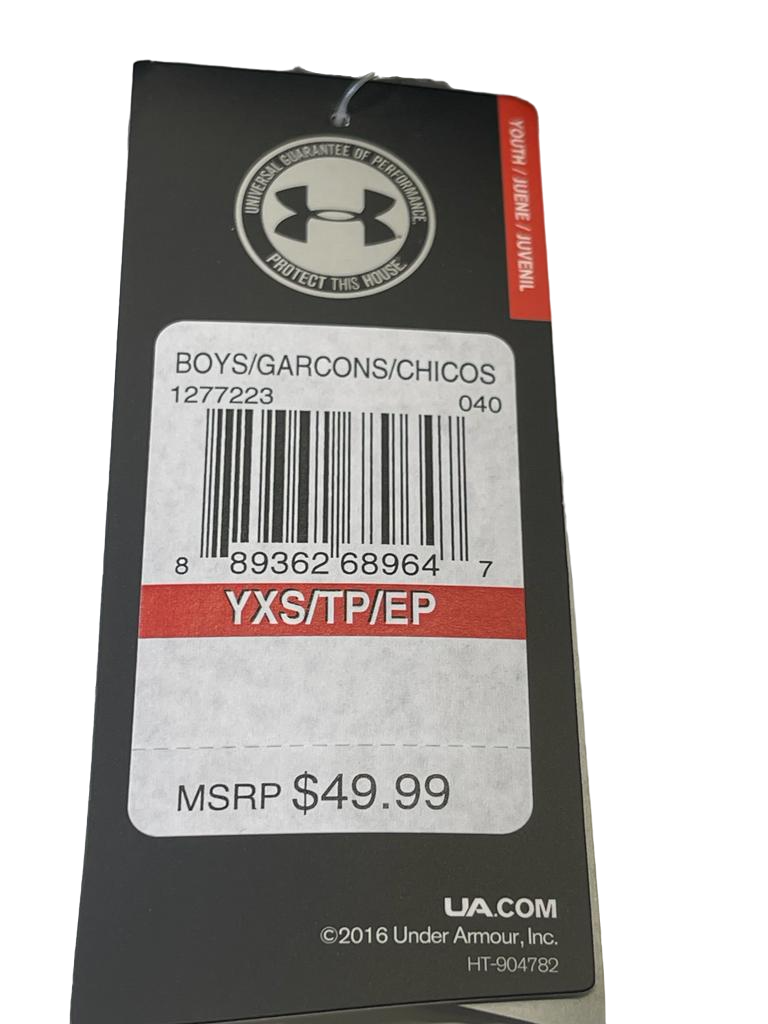 UNIVERSAL GUARANTEE OF PERFORMANCE.
PROTECT THIS HOUSE.
YOUTH / JUENE / JUVENIL
BOYS/GARCONS/CHICOS
1277223 040
8 89362 68964 7
YXS/TP/EP
MSRP $49.99
UA.COM
©2016 Under Armour, Inc.
HT-904782